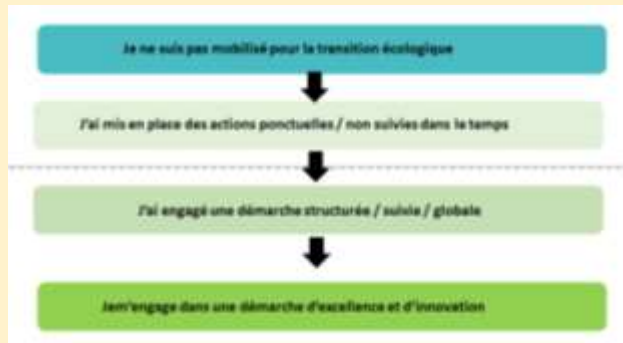 Je ne suis pas mobilisé pour la transition écologique
J'ai mis en place des actions ponctuelles / non suivies dans le temps
J'ai engagé une démarche structurée / suivie / globale
Jem'engage dans une démarche d'excellence et d'innovation